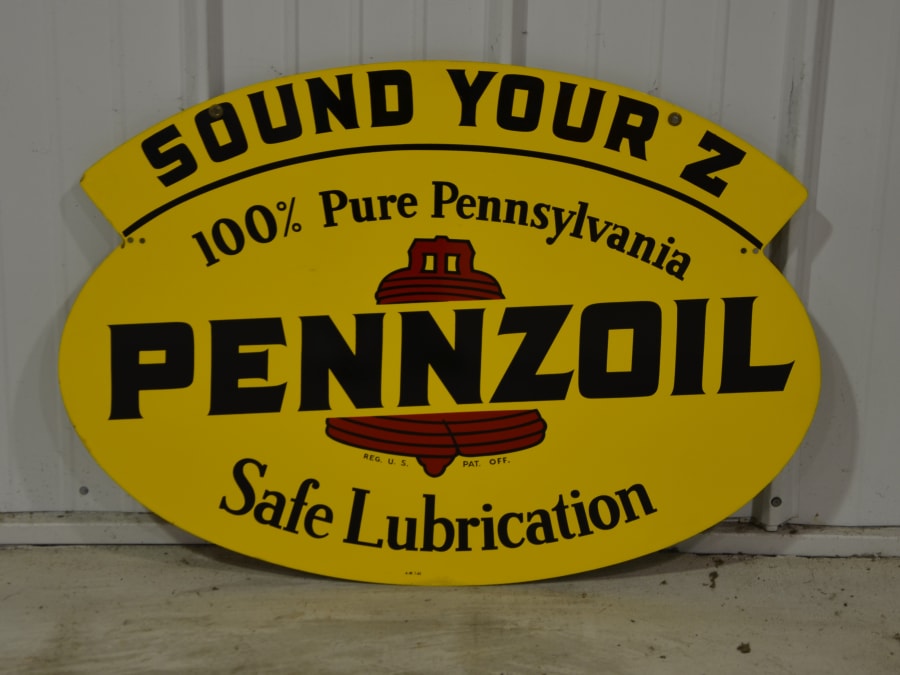 SOUND YOUR Z
100% Pure Pennsylvania
PENNZOIL
REG. U. S. PAT. OFF.
Safe Lubrication